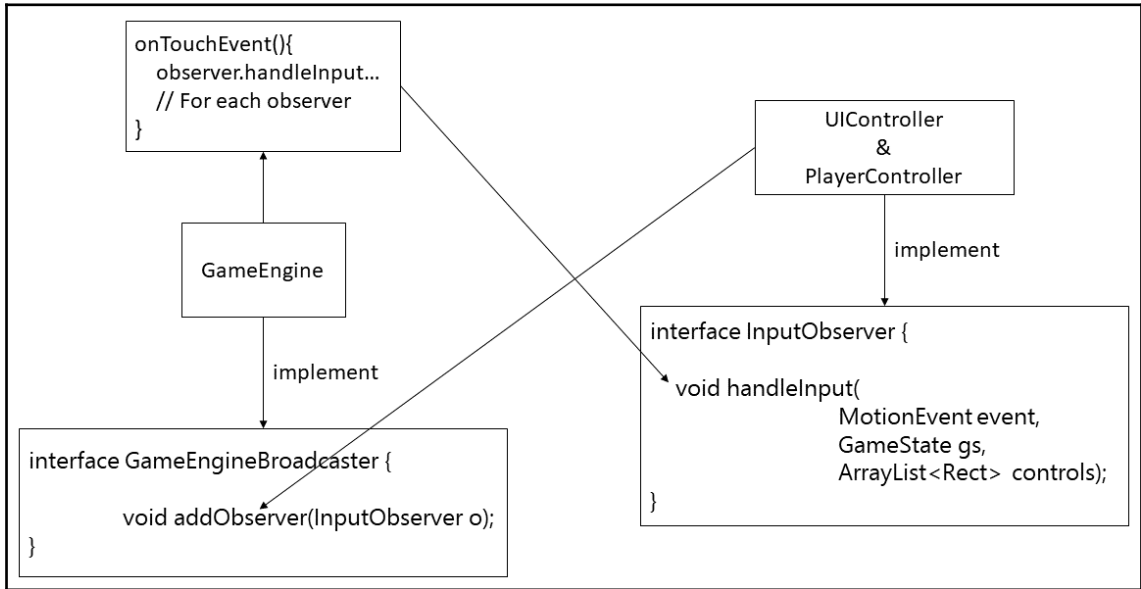 onTouchEvent(){
observer.handleInput...
// For each observer
}
UIController
&
PlayerController
GameEngine
implement
implement
interface InputObserver {
void handleInput(
MotionEvent event,
GameState gs,
ArrayList<Rect> controls);
}
interface GameEngineBroadcaster {
void addObserver(InputObserver o);
}